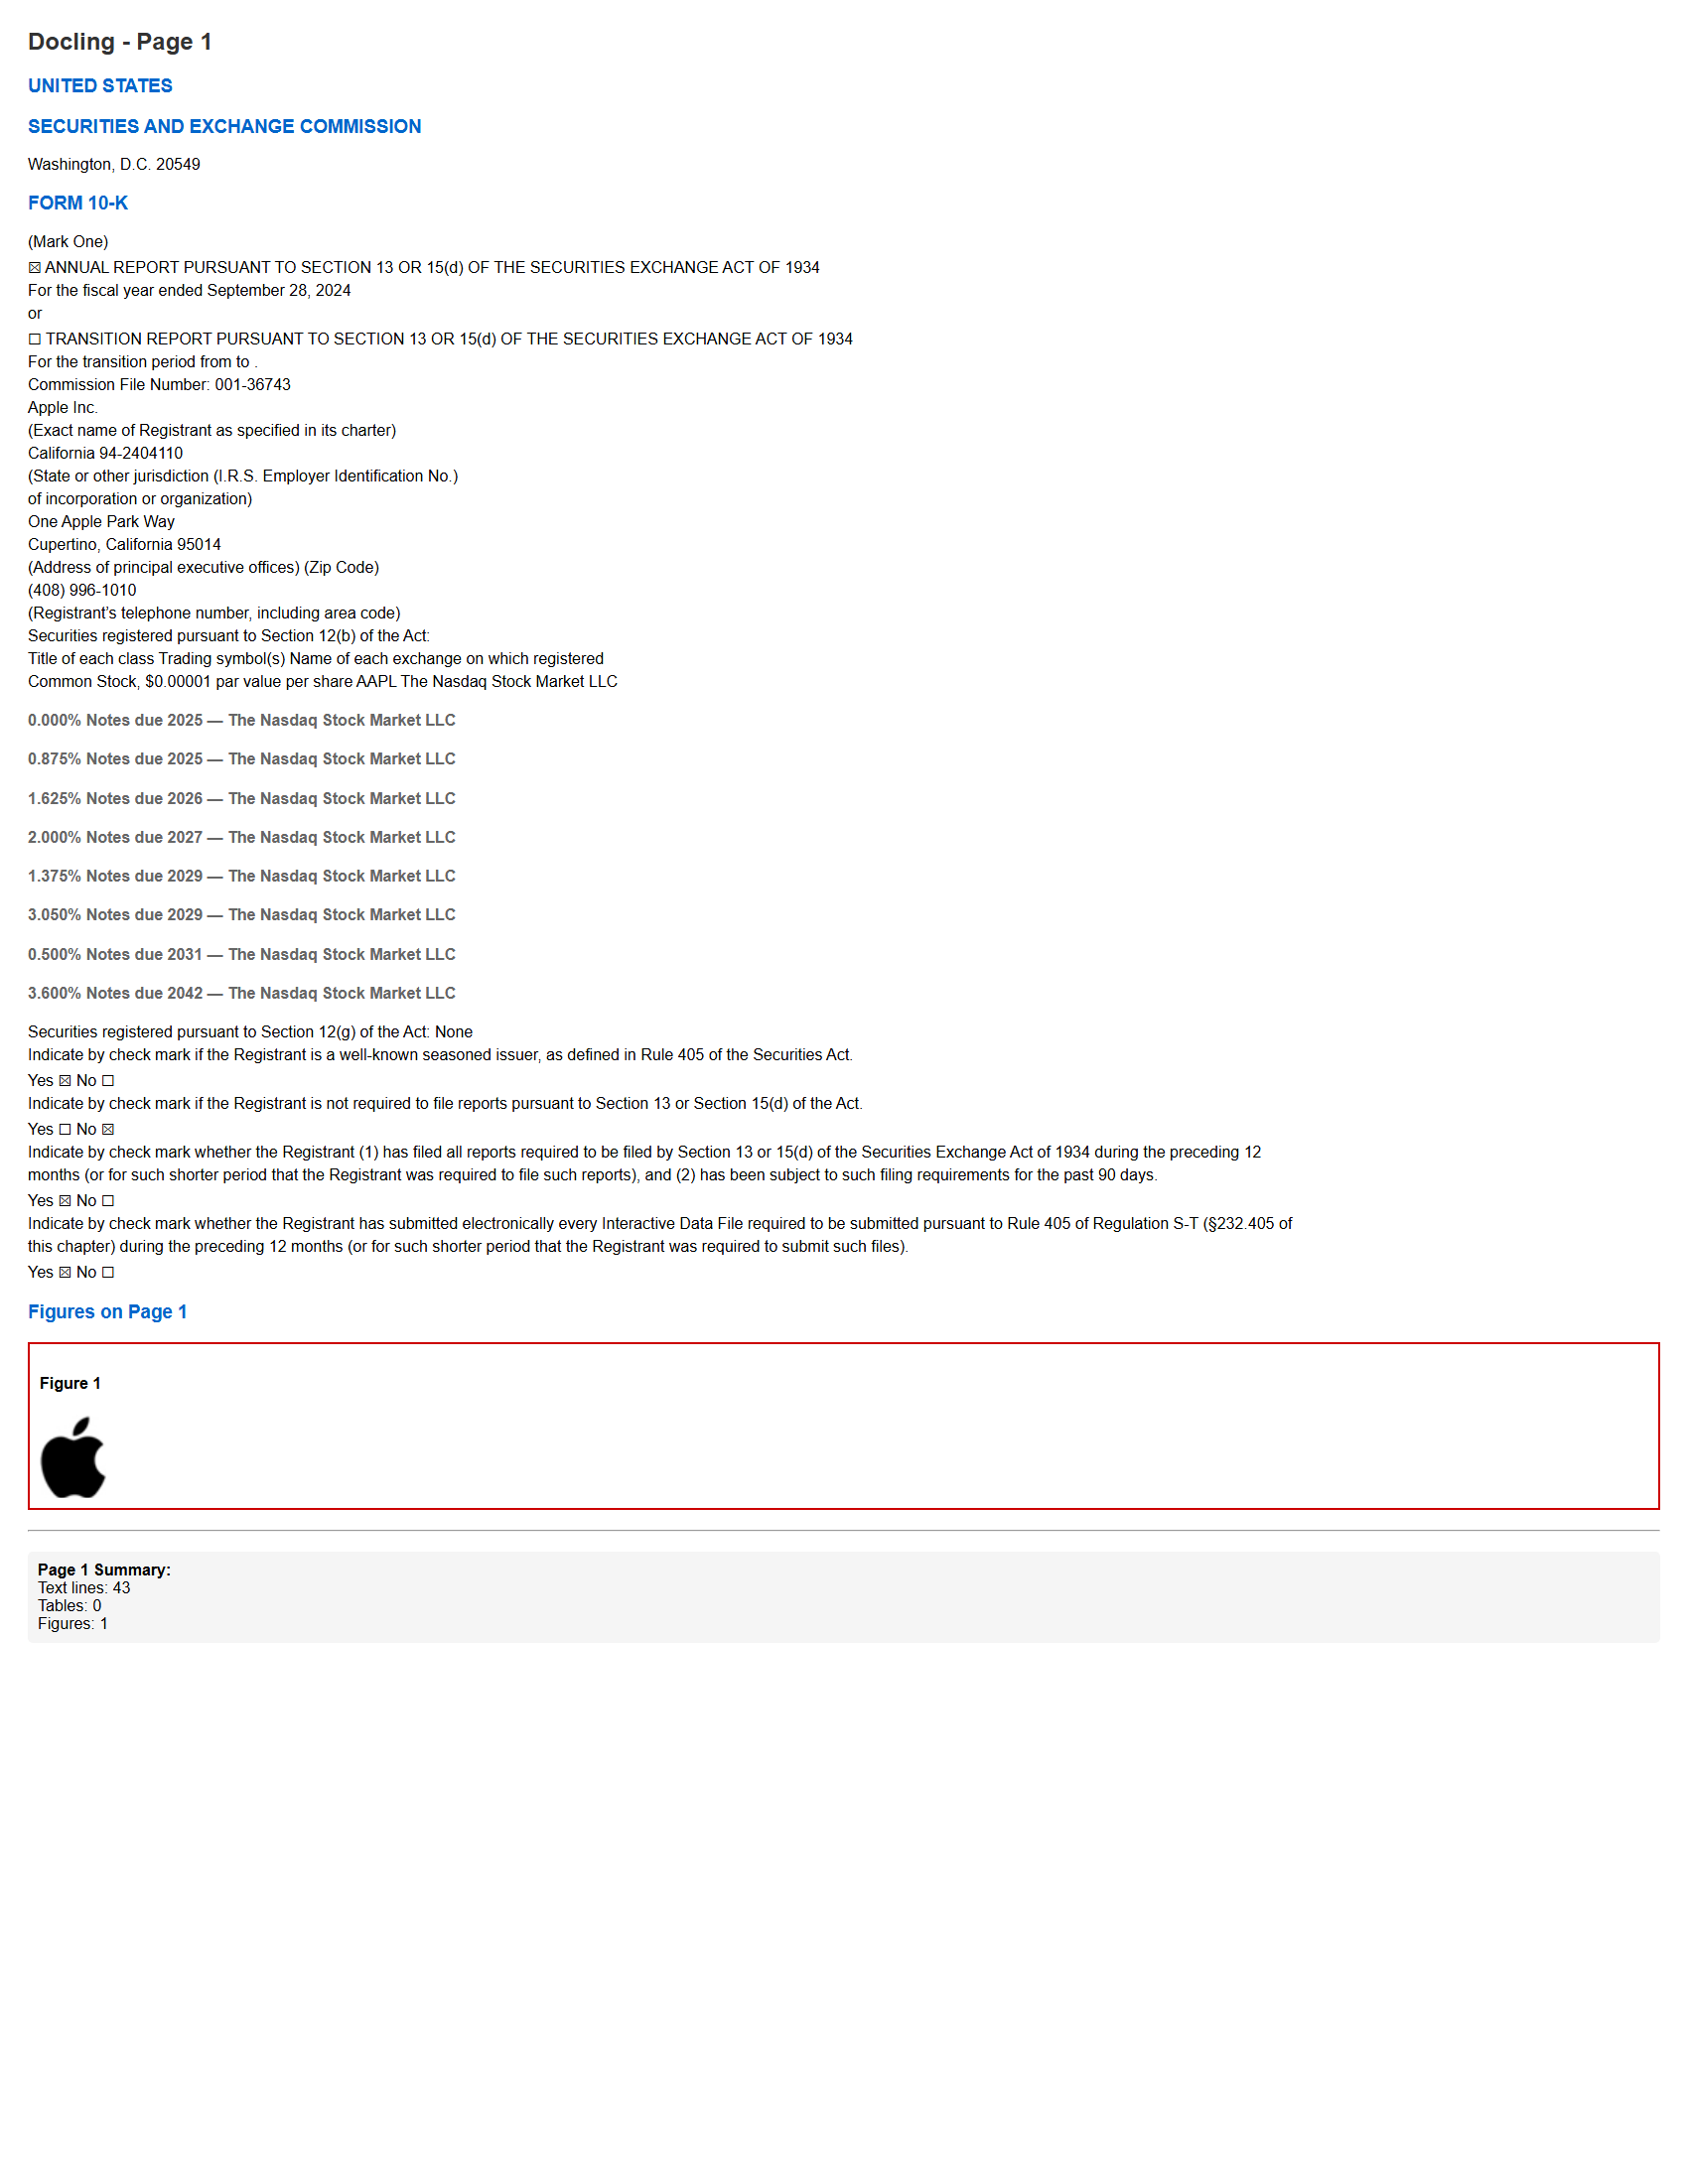 Docling - Page 1
UNITED STATES
SECURITIES AND EXCHANGE COMMISSION
Washington, D.C. 20549
FORM 10-K
(Mark One)
☒ ANNUAL REPORT PURSUANT TO SECTION 13 OR 15(d) OF THE SECURITIES EXCHANGE ACT OF 1934
For the fiscal year ended September 28, 2024
or
☐ TRANSITION REPORT PURSUANT TO SECTION 13 OR 15(d) OF THE SECURITIES EXCHANGE ACT OF 1934
For the transition period from to .
Commission File Number: 001-36743
Apple Inc.
(Exact name of Registrant as specified in its charter)
California 94-2404110
(State or other jurisdiction (I.R.S. Employer Identification No.)
of incorporation or organization)
One Apple Park Way
Cupertino, California 95014
(Address of principal executive offices) (Zip Code)
(408) 996-1010
(Registrant’s telephone number, including area code)
Securities registered pursuant to Section 12(b) of the Act:
Title of each class Trading symbol(s) Name of each exchange on which registered
Common Stock, $0.00001 par value per share AAPL The Nasdaq Stock Market LLC
0.000% Notes due 2025 — The Nasdaq Stock Market LLC
0.875% Notes due 2025 — The Nasdaq Stock Market LLC
1.625% Notes due 2026 — The Nasdaq Stock Market LLC
2.000% Notes due 2027 — The Nasdaq Stock Market LLC
1.375% Notes due 2029 — The Nasdaq Stock Market LLC
3.050% Notes due 2029 — The Nasdaq Stock Market LLC
0.500% Notes due 2031 — The Nasdaq Stock Market LLC
3.600% Notes due 2042 — The Nasdaq Stock Market LLC
Securities registered pursuant to Section 12(g) of the Act: None
Indicate by check mark if the Registrant is a well-known seasoned issuer, as defined in Rule 405 of the Securities Act.
Yes ☒ No ☐
Indicate by check mark if the Registrant is not required to file reports pursuant to Section 13 or Section 15(d) of the Act.
Yes ☐ No ☒
Indicate by check mark whether the Registrant (1) has filed all reports required to be filed by Section 13 or 15(d) of the Securities Exchange Act of 1934 during the preceding 12
months (or for such shorter period that the Registrant was required to file such reports), and (2) has been subject to such filing requirements for the past 90 days.
Yes ☒ No ☐
Indicate by check mark whether the Registrant has submitted electronically every Interactive Data File required to be submitted pursuant to Rule 405 of Regulation S-T (§232.405 of
this chapter) during the preceding 12 months (or for such shorter period that the Registrant was required to submit such files).
Yes ☒ No ☐
Figures on Page 1
Figure 1
Page 1 Summary:
Text lines: 43
Tables: 0
Figures: 1